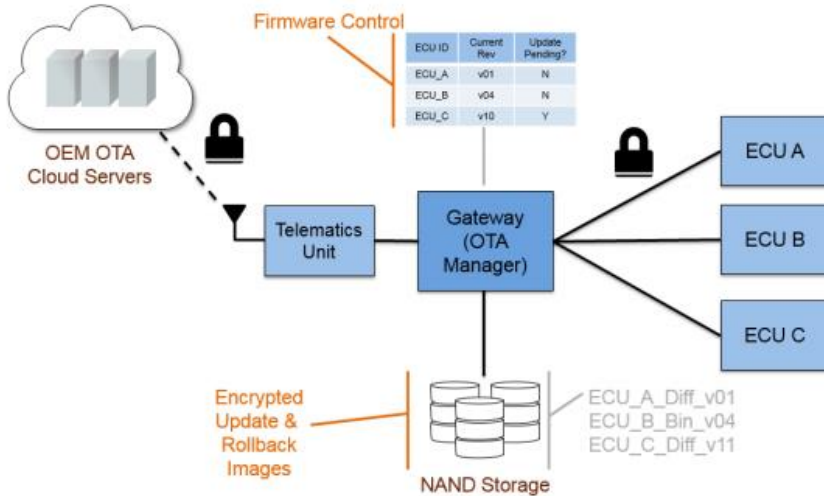 Firmware Control
ECU ID Current Rev Update Pending?
ECU_A v01 N
ECU_B v04 N
ECU_C v10 Y
OEM OTA
Cloud Servers
Telematics
Unit
Gateway
(OTA
Manager)
ECU A
ECU B
ECU C
Encrypted
Update &
Rollback
Images
ECU_A_Diff_v01
ECU_B_Bin_v04
ECU_C_Diff_v11
NAND Storage